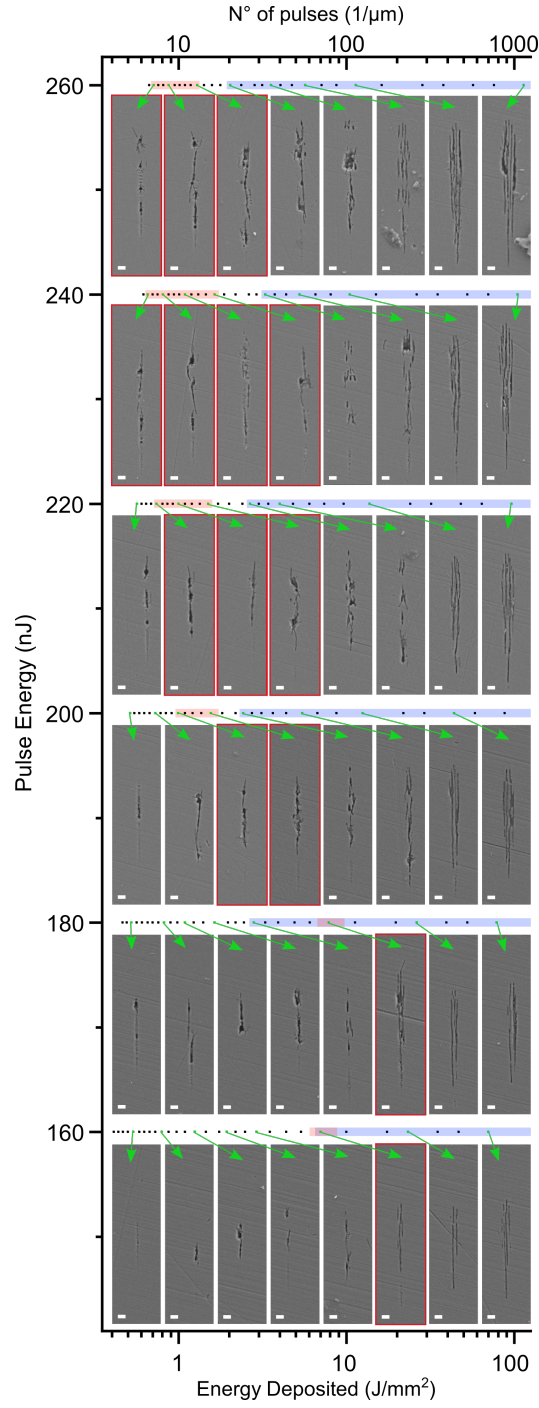 N° of pulses (1/μm)
10 100 1000
260
240
220
200
180
160
Pulse Energy (nJ)
1 10 100
Energy Deposited (J/mm²)